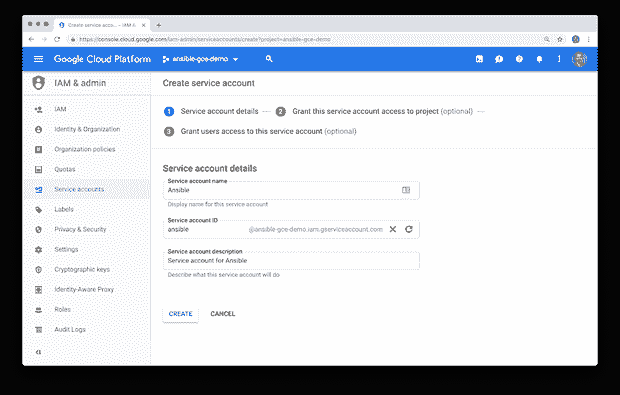 Create service accou... — IAM & A
https://console.cloud.google.com/iam-admin/serviceaccounts/create?project=ansible-gce-demo
Google Cloud Platform
ansible-gce-demo
IAM & admin
Create service account
IAM
Identity & Organization
Organization policies
Quotas
Service accounts
Labels
Privacy & Security
Settings
Cryptographic keys
Identity-Aware Proxy
Roles
Audit Logs
1 Service account details — 2 Grant this service account access to project (optional) —
3 Grant users access to this service account (optional)
Service account details
Service account name
Ansible
Display name for this service account
Service account ID
ansible @ansible-gce-demo.iam.gserviceaccount.com
Service account description
Service account for Ansible
Describe what this service account will do
CREATE CANCEL